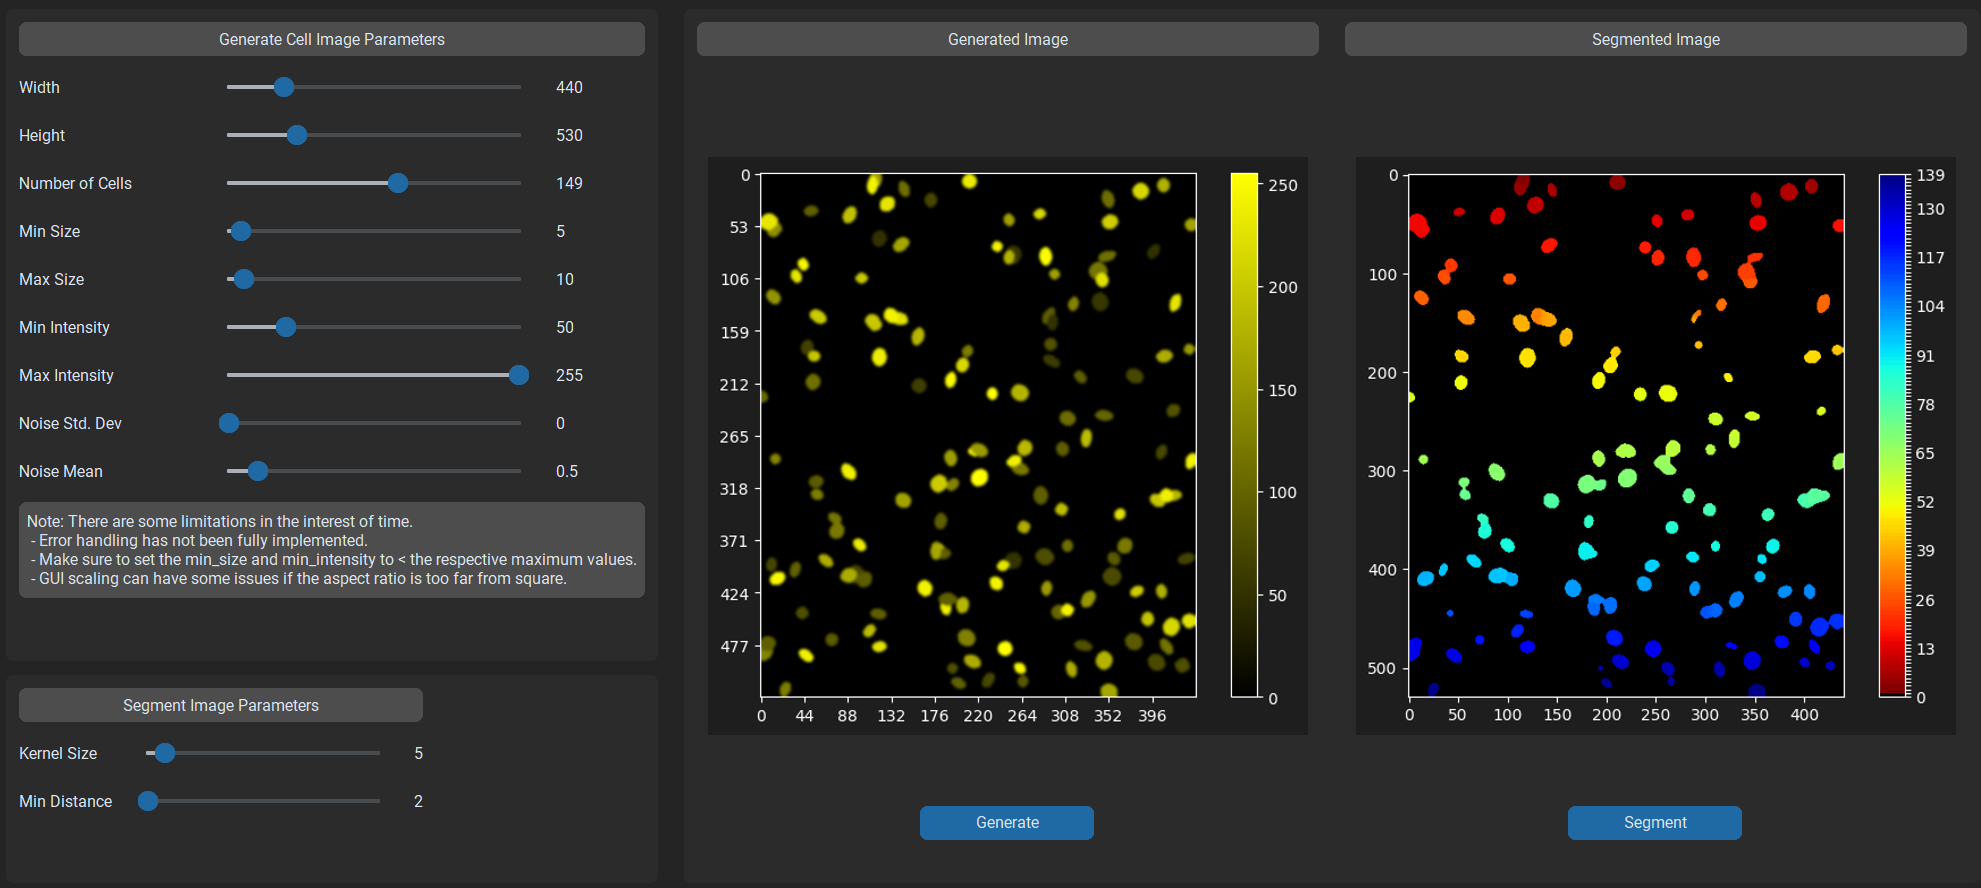 Generate Cell Image Parameters
Width 440
Height 530
Number of Cells 149
Min Size 5
Max Size 10
Min Intensity 50
Max Intensity 255
Noise Std. Dev 0
Noise Mean 0.5
Note: There are some limitations in the interest of time.
- Error handling has not been fully implemented.
- Make sure to set the min_size and min_intensity to < the respective maximum values.
- GUI scaling can have some issues if the aspect ratio is too far from square.
Segment Image Parameters
Kernel Size 5
Min Distance 2
Generated Image
0
53
106
159
212
265
318
371
424
477
0 44 88 132 176 220 264 308 352 396
250
200
150
100
50
0
Generate
Segmented Image
0
100
200
300
400
500
0 50 100 150 200 250 300 350 400
139
130
117
104
91
78
65
52
39
26
13
0
Segment